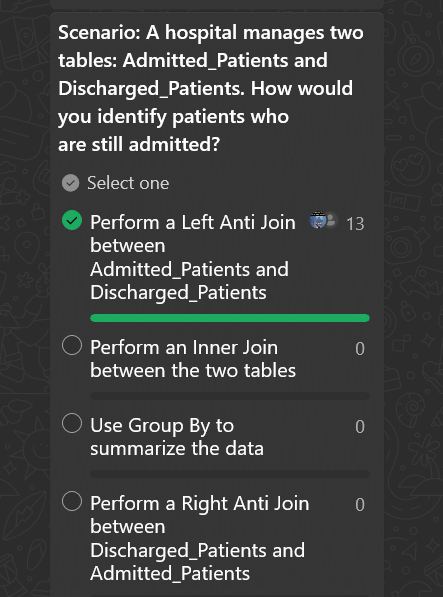 Scenario: A hospital manages two
tables: Admitted_Patients and
Discharged_Patients. How would
you identify patients who
are still admitted?
Select one
Perform a Left Anti Join 13
between
Admitted_Patients and
Discharged_Patients
Perform an Inner Join 0
between the two tables
Use Group By to 0
summarize the data
Perform a Right Anti Join 0
between
Discharged_Patients and
Admitted_Patients